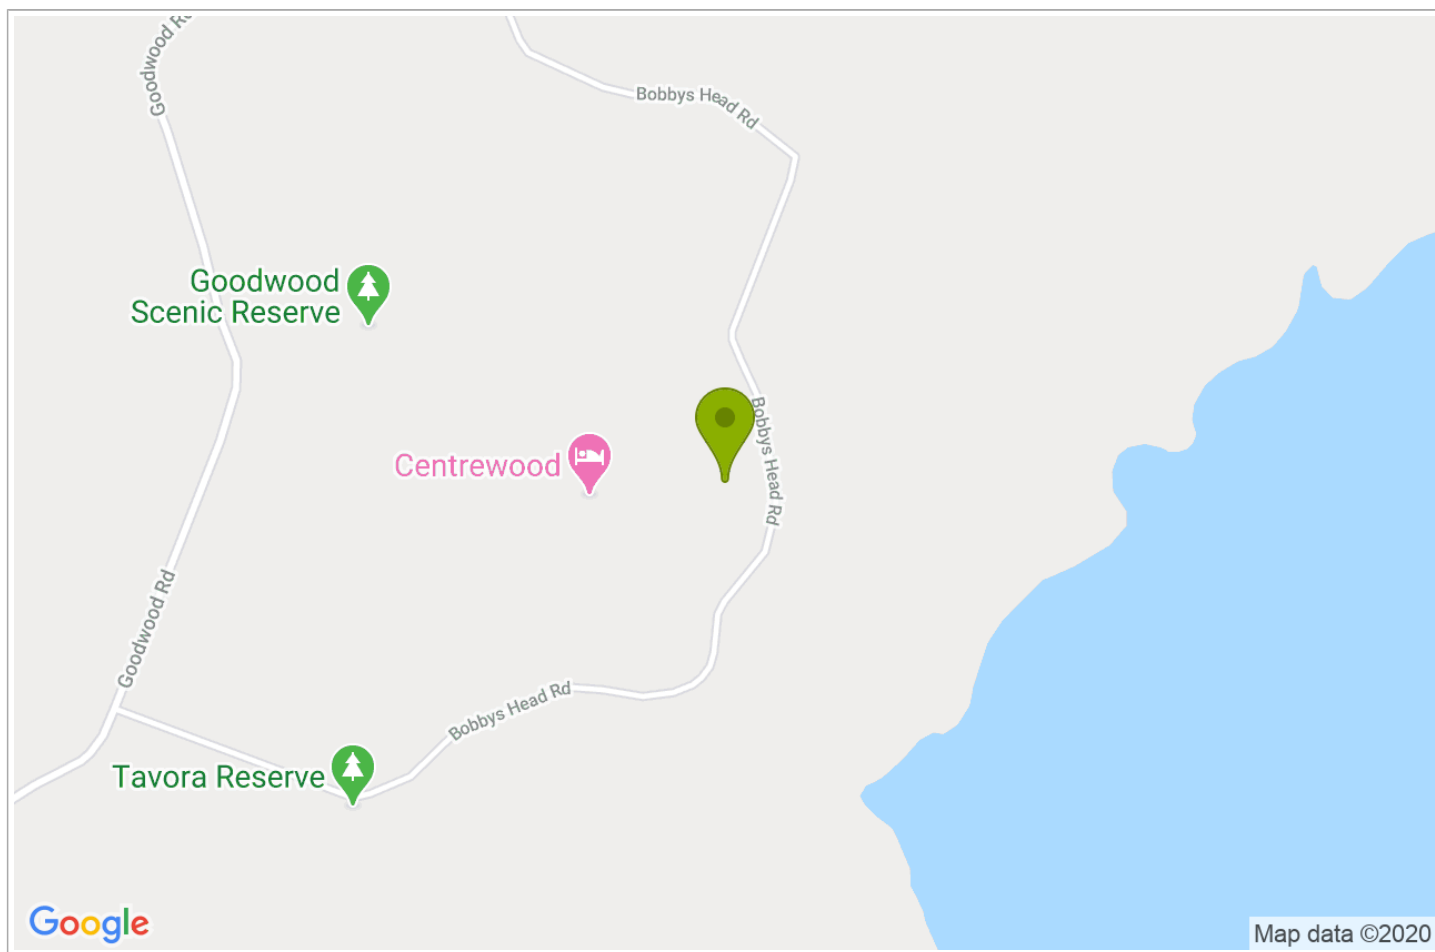 Goodwood Rd
Bobbys Head Rd
Goodwood
Scenic Reserve
Bobbys Head Rd
Centrewood
Goodwood Rd
Bobbys Head Rd
Tavora Reserve
Google
Map data ©2020